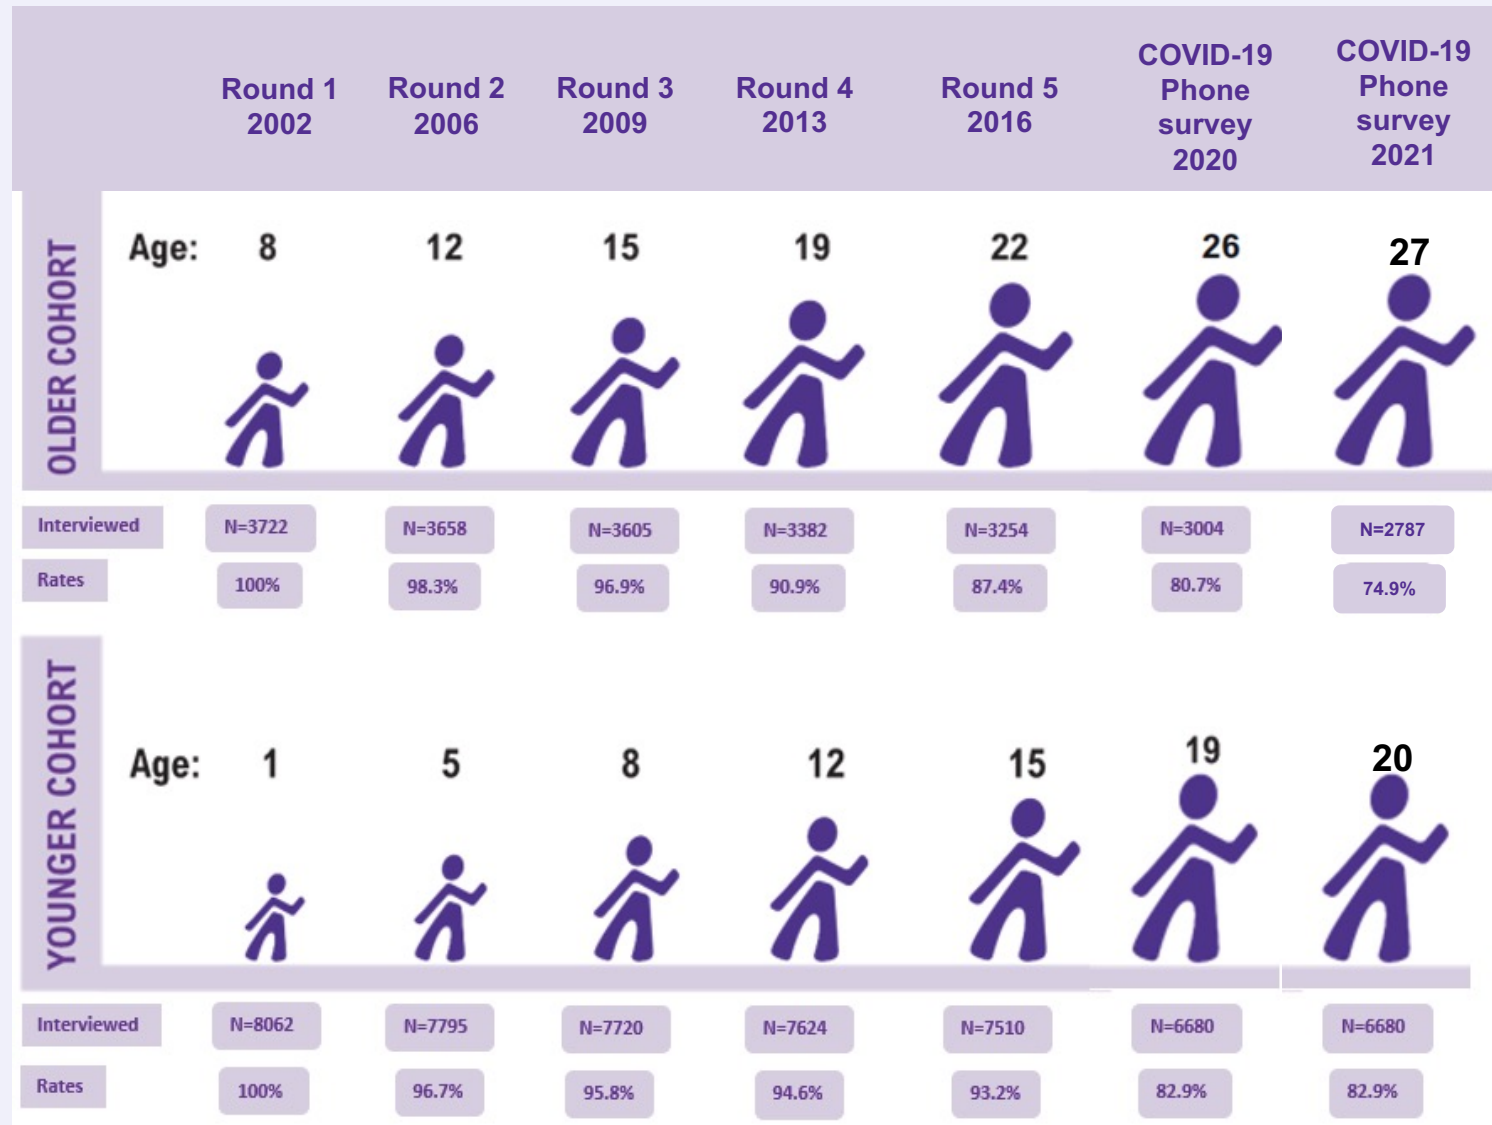 Round 1
2002
Round 2
2006
Round 3
2009
Round 4
2013
Round 5
2016
COVID-19
Phone
survey
2020
COVID-19
Phone
survey
2021
OLDER COHORT
Age: 8 12 15 19 22 26 27
Interviewed N=3722 N=3658 N=3605 N=3382 N=3254 N=3004 N=2787
Rates 100% 98.3% 96.9% 90.9% 87.4% 80.7% 74.9%
YOUNGER COHORT
Age: 1 5 8 12 15 19 20
Interviewed N=8062 N=7795 N=7720 N=7624 N=7510 N=6680 N=6680
Rates 100% 96.7% 95.8% 94.6% 93.2% 82.9% 82.9%